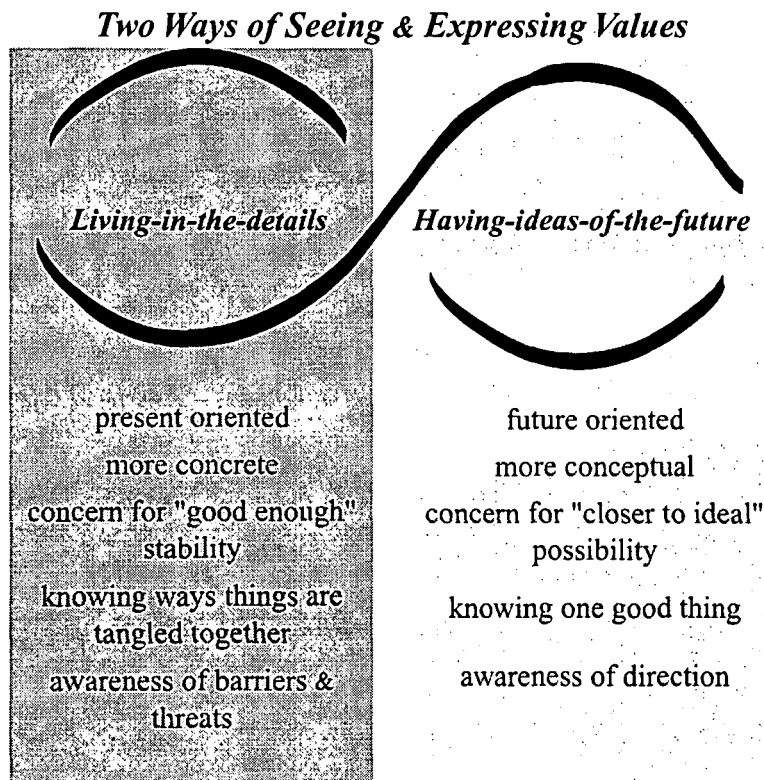 Two Ways of Seeing & Expressing Values
Living-in-the-details
present oriented
more concrete
concern for "good enough"
stability
knowing ways things are
tangled together
awareness of barriers &
threats
Having-ideas-of-the-future
future oriented
more conceptual
concern for "closer to ideal"
possibility
knowing one good thing
awareness of direction